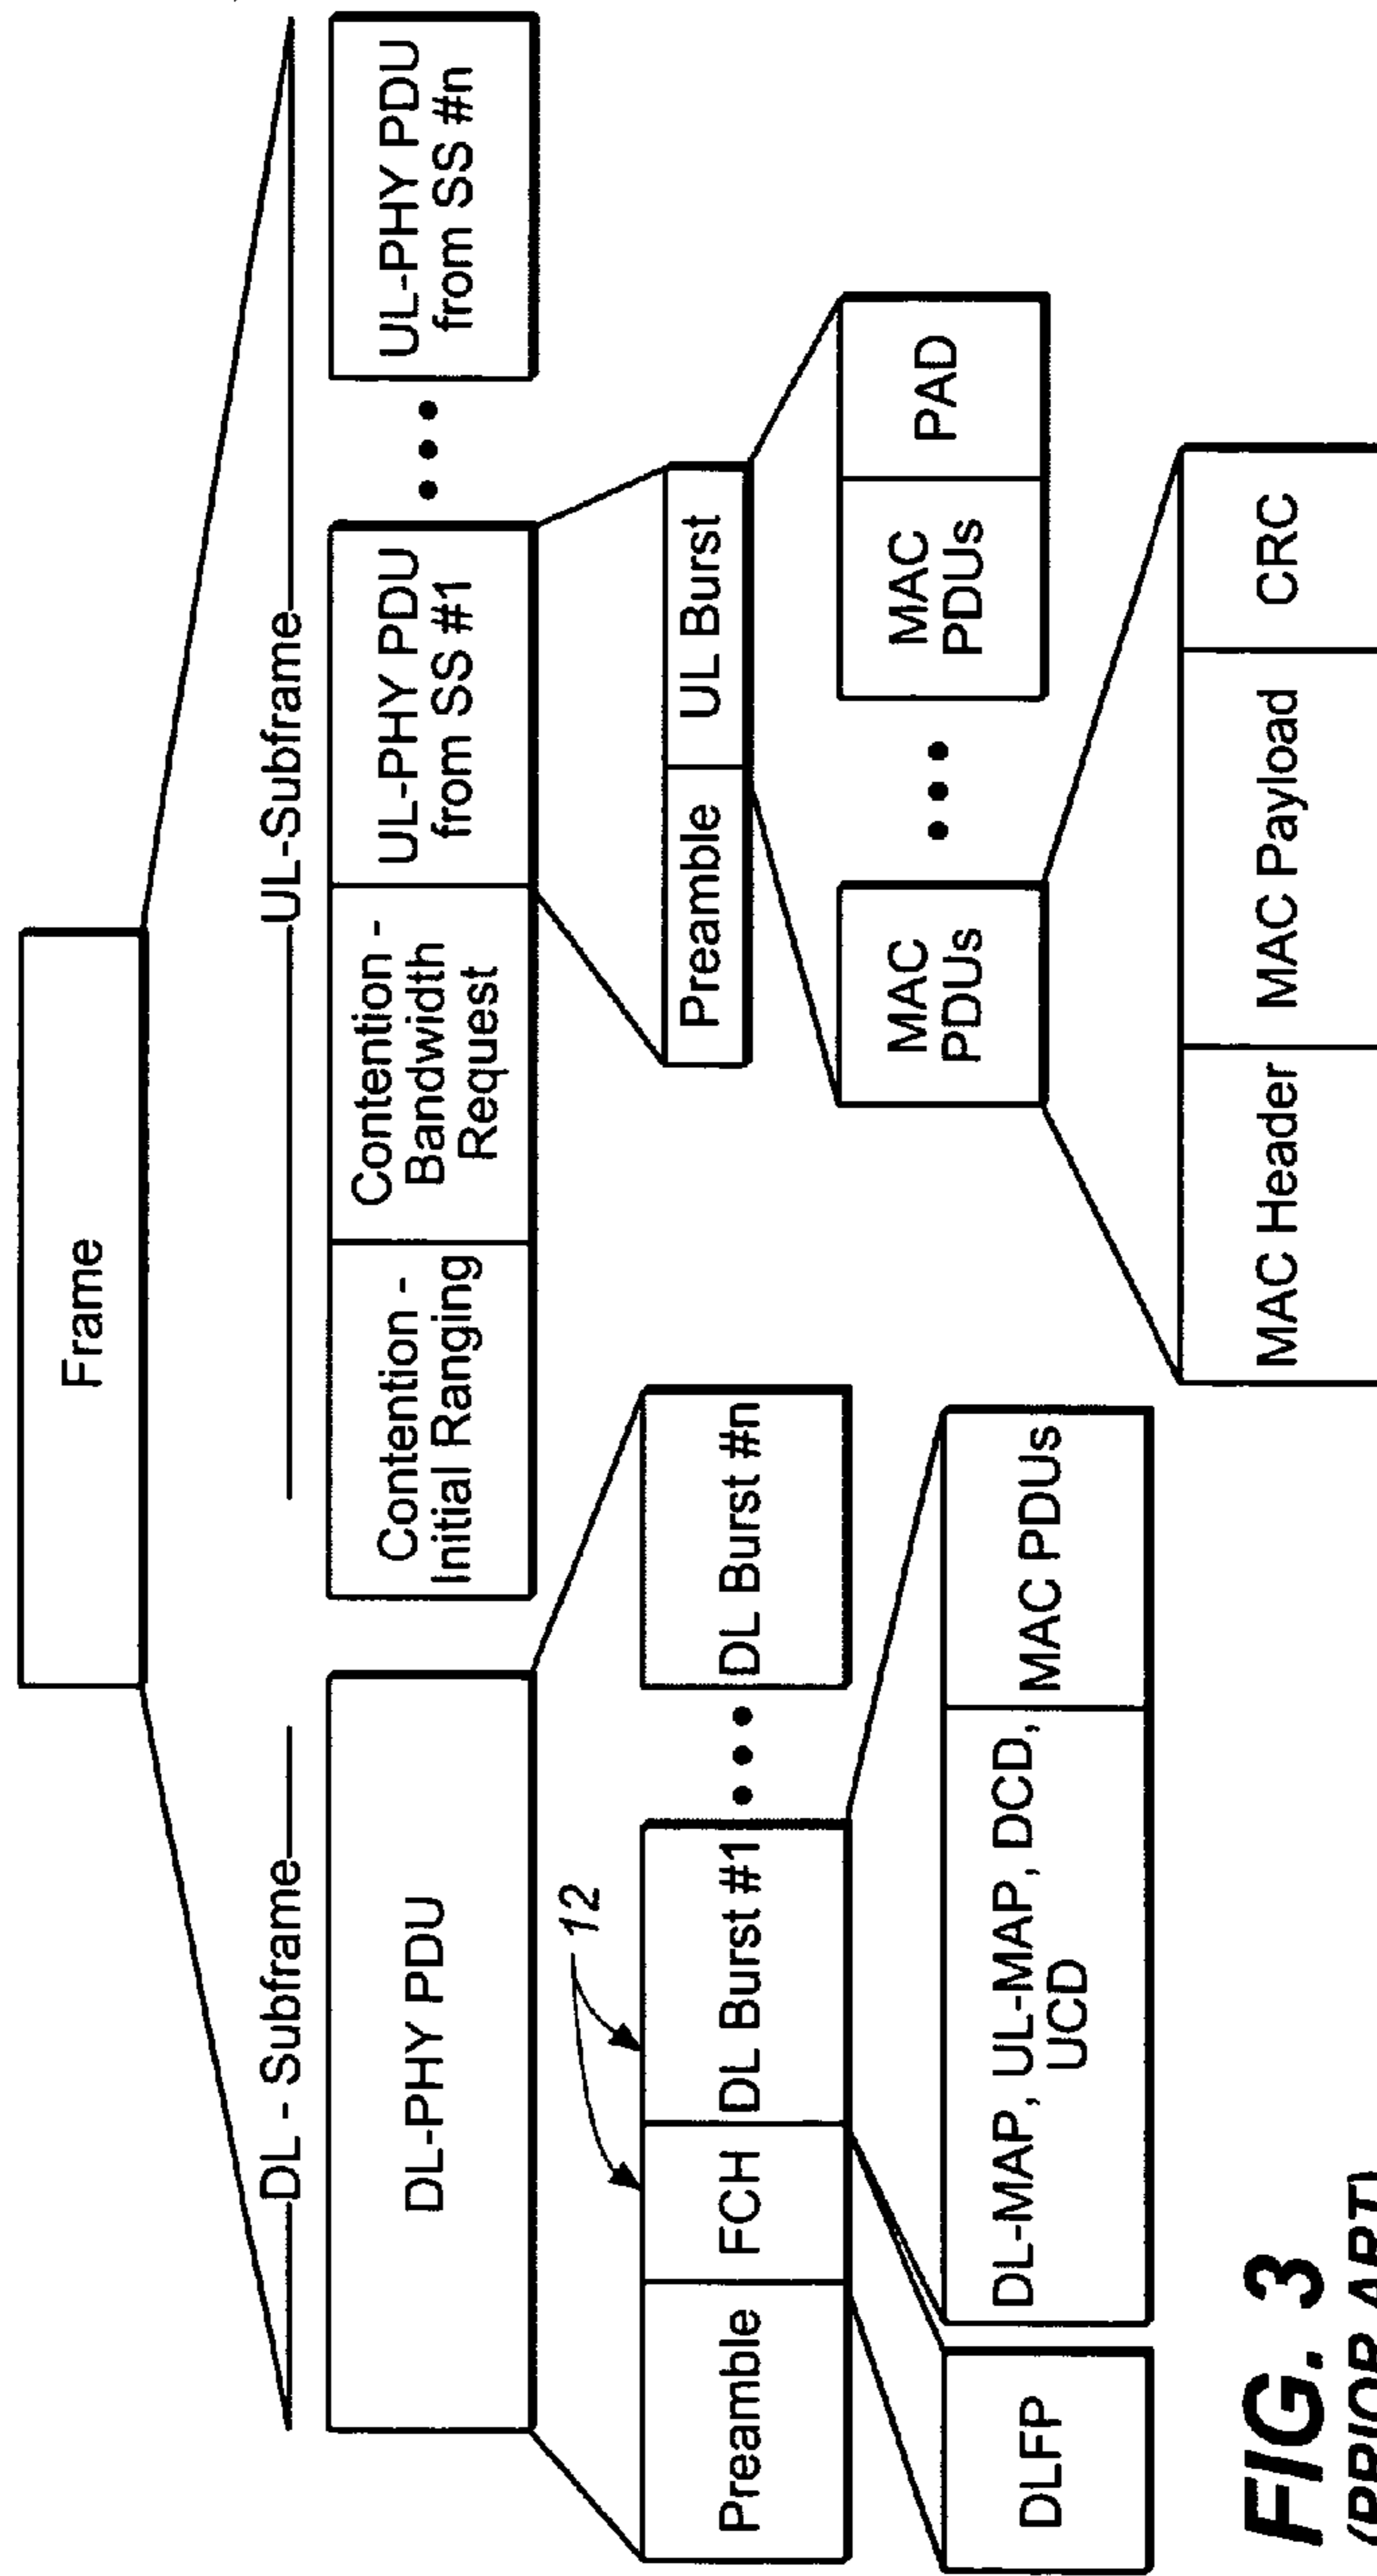 Frame
DL - Subframe
UL-Subframe
DL-PHY PDU
Contention -
Initial Ranging
Contention -
Bandwidth
Request
UL-PHY PDU
from SS #1
•••
UL-PHY PDU
from SS #n
12
Preamble
FCH
DL Burst #1
•••
DL Burst #n
Preamble
UL Burst
DLFP
DL-MAP, UL-MAP, DCD,
UCD
MAC PDUs
MAC
PDUs
•••
MAC
PDUs
PAD
MAC Header
MAC Payload
CRC
FIG. 3
(PRIOR ART)